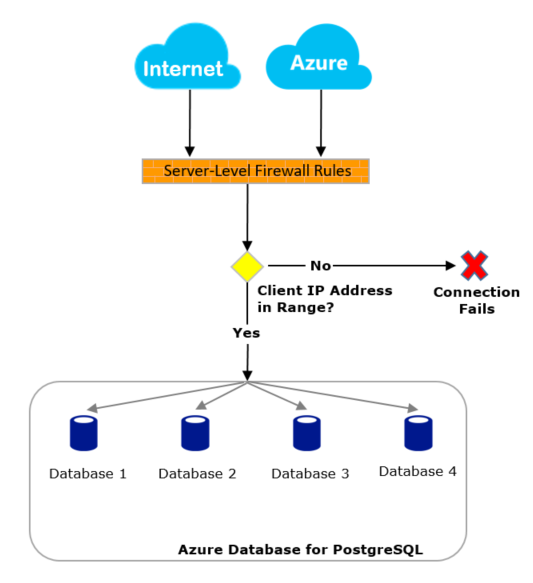 Internet
Azure
Server-Level Firewall Rules
No
Client IP Address
in Range?
Connection
Fails
Yes
Database 1
Database 2
Database 3
Database 4
Azure Database for PostgreSQL